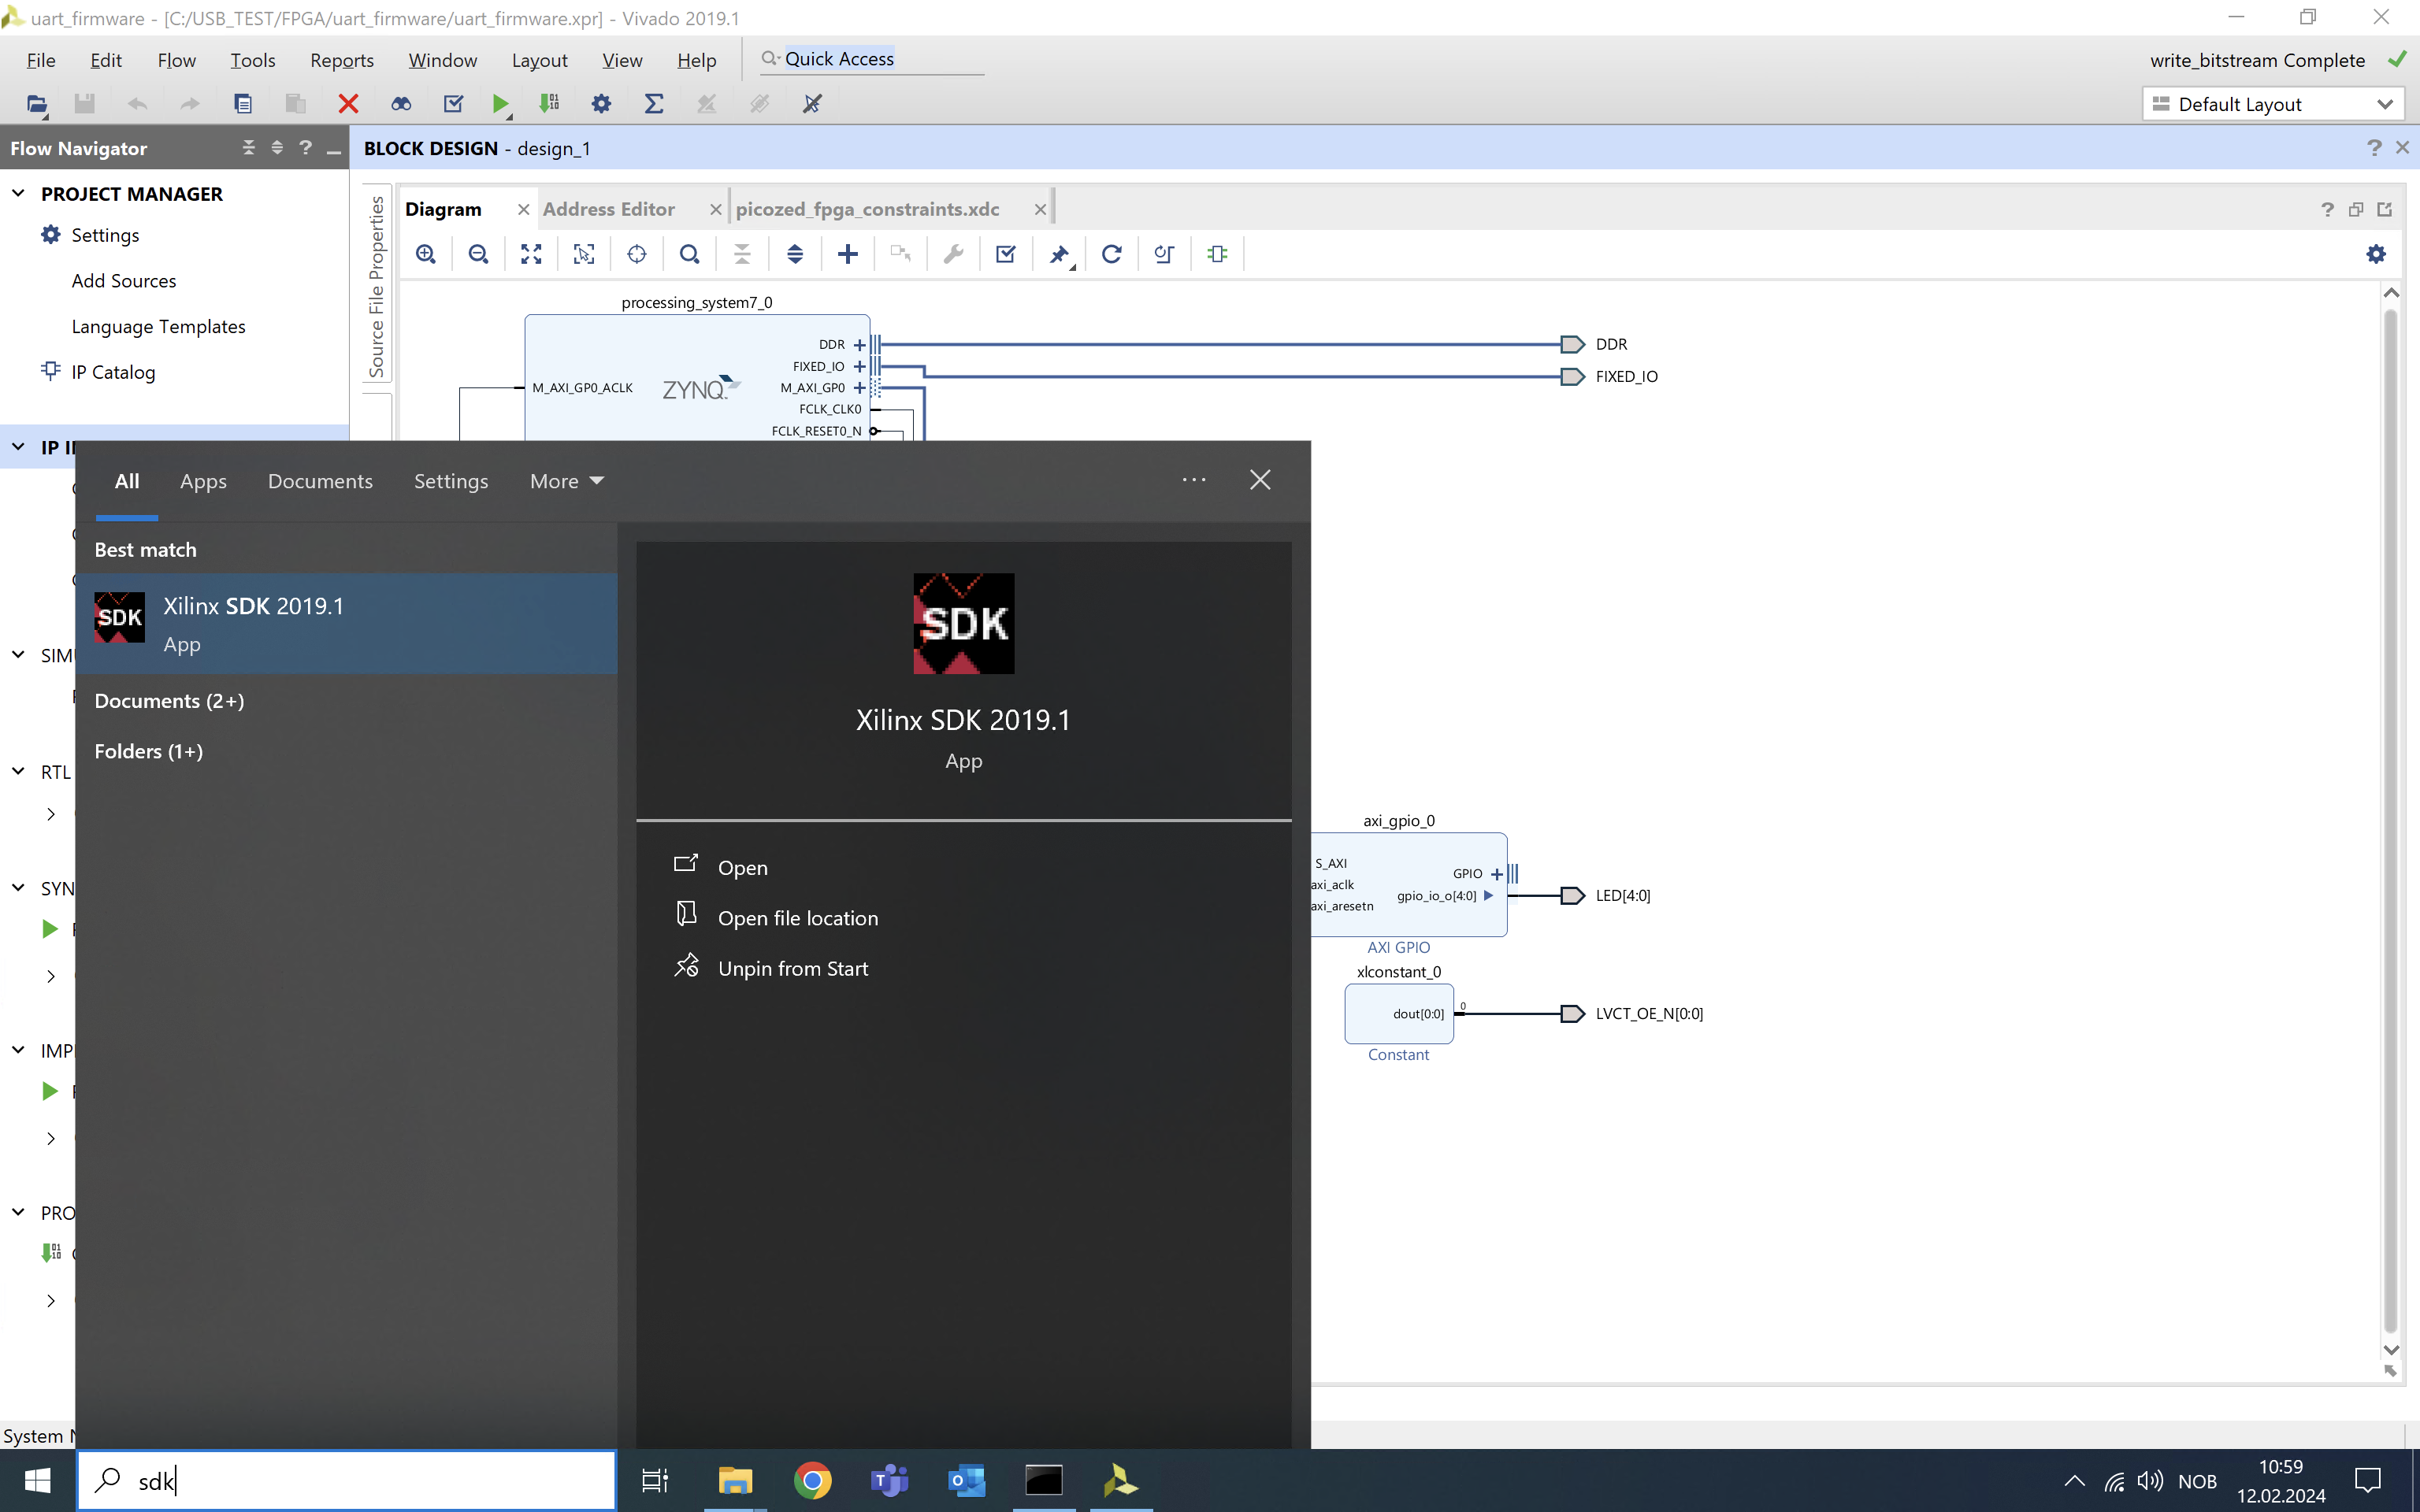 uart_firmware - [C:/USB_TEST/FPGA/uart_firmware/uart_firmware.xpr] - Vivado 2019.1
File Edit Flow Tools Reports Window Layout View Help Quick Access
write_bitstream Complete
Default Layout
Flow Navigator
BLOCK DESIGN - design_1
PROJECT MANAGER
Settings
Add Sources
Language Templates
IP Catalog
Source File Properties
Diagram
Address Editor
picozed_fpga_constraints.xdc
processing_system7_0
DDR
FIXED_IO
M_AXI_GP0_ACLK
ZYNQ
M_AXI_GP0
FCLK_CLK0
FCLK_RESET0_N
DDR
FIXED_IO
IP
All Apps Documents Settings More
Best match
Xilinx SDK 2019.1
App
Documents (2+)
Folders (1+)
SDK
SDK
Xilinx SDK 2019.1
App
Open
Open file location
Unpin from Start
RTL
SYN
PRO
axi_gpio_0
S_AXI
axi_aclk
axi_aresetn
GPIO
gpio_io_o[4:0]
LED[4:0]
AXI GPIO
xlconstant_0
dout[0:0]
0
LVCT_OE_N[0:0]
Constant
System
sdk
NOB
10:59
12.02.2024